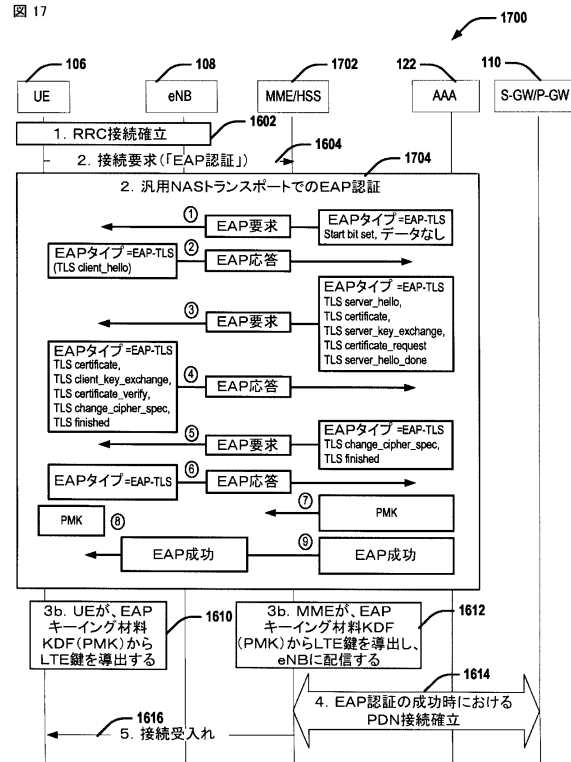 図 17
1700
106
108
1702
122
110
UE
eNB
MME/HSS
AAA
S-GW/P-GW
1. RRC接続確立
1602
2. 接続要求(「EAP認証」)
1604
1704
2. 汎用NASトランスポートでのEAP認証
①
EAP要求
EAPタイプ=EAP-TLS
Start bit set, データなし
EAPタイプ=EAP-TLS
(TLS client_hello)
②
EAP応答
③
EAP要求
EAPタイプ=EAP-TLS
TLS server_hello,
TLS certificate,
TLS server_key_exchange,
TLS certificate_request
TLS server_hello_done
EAPタイプ=EAP-TLS
TLS certificate,
TLS client_key_exchange,
TLS certificate_verify,
TLS change_cipher_spec,
TLS finished
④
EAP応答
⑤
EAP要求
EAPタイプ=EAP-TLS
TLS change_cipher_spec,
TLS finished
EAPタイプ=EAP-TLS
⑥
EAP応答
⑦
PMK
PMK
⑧
EAP成功
⑨
EAP成功
3b. UEが、EAP
キーイング材料
KDF(PMK)から
LTE鍵を導出する
1610
3b. MMEが、EAP
キーイング材料KDF
(PMK)からLTE鍵を導出し、
eNBに配信する
1612
1614
4. EAP認証の成功時における
PDN接続確立
1616
5. 接続受入れ